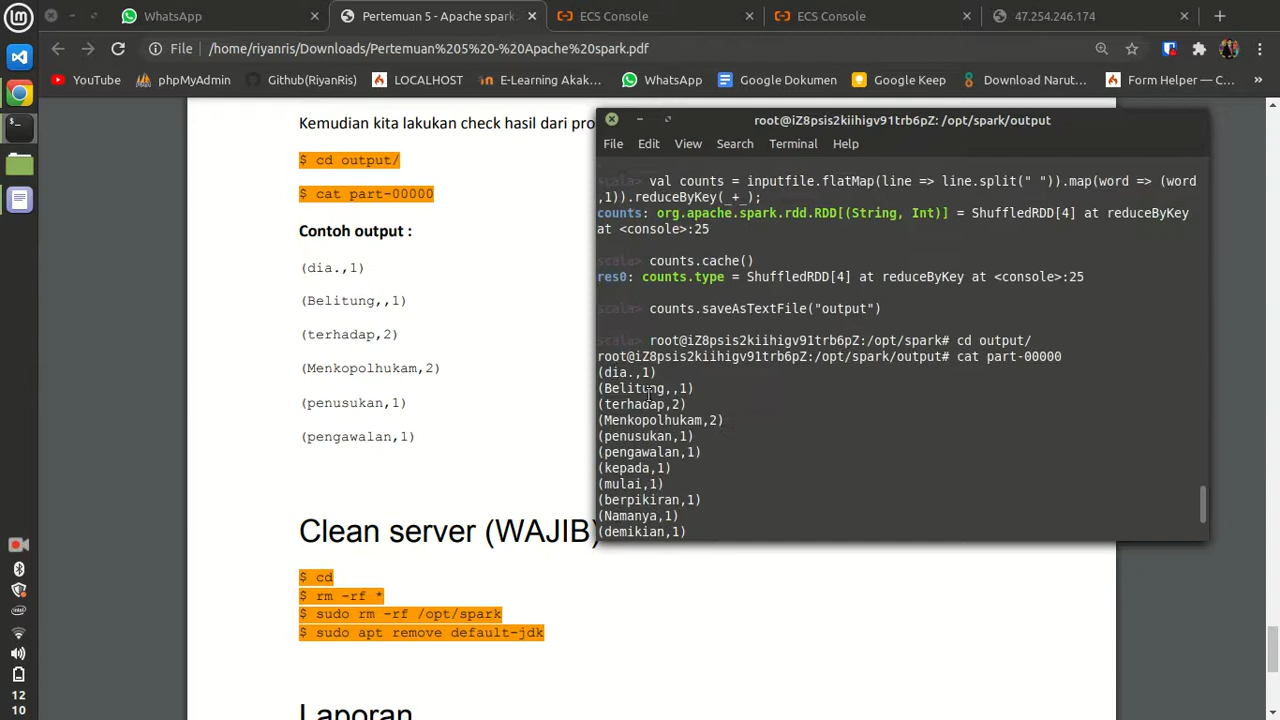 WhatsApp
Pertemuan 5 - Apache spark.
ECS Console
ECS Console
47.254.246.174
File
/home/riyanris/Downloads/Pertemuan%205%20-%20Apache%20spark.pdf
YouTube
phpMyAdmin
Github(RiyanRis)
LOCALHOST
E-Learning Akak…
WhatsApp
Google Dokumen
Google Keep
Download Narut…
Form Helper — C…
»
Kemudian kita lakukan check hasil dari pro
$ cd output/
$ cat part-00000
Contoh output :
(dia.,1)
(Belitung,,1)
(terhadap,2)
(Menkopolhukam,2)
(penusukan,1)
(pengawalan,1)
Clean server (WAJIB)
$ cd
$ rm -rf *
$ sudo rm -rf /opt/spark
$ sudo apt remove default-jdk
Laporan
root@iZ8psis2kiihigv91trb6pZ: /opt/spark/output
File Edit View Search Terminal Help
scala> val counts = inputfile.flatMap(line => line.split(" ")).map(word => (word
,1)).reduceByKey(_+_);
counts: org.apache.spark.rdd.RDD[(String, Int)] = ShuffledRDD[4] at reduceByKey
at <console>:25
scala> counts.cache()
res0: counts.type = ShuffledRDD[4] at reduceByKey at <console>:25
scala> counts.saveAsTextFile("output")
scala> root@iZ8psis2kiihigv91trb6pZ:/opt/spark# cd output/
root@iZ8psis2kiihigv91trb6pZ:/opt/spark/output# cat part-00000
(dia.,1)
(Belitung,,1)
(terhadap,2)
(Menkopolhukam,2)
(penusukan,1)
(pengawalan,1)
(kepada,1)
(mulai,1)
(berpikiran,1)
(Namanya,1)
(demikian,1)
12
10